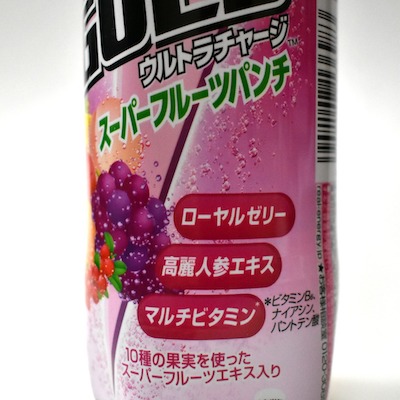 GOLD
ウルトラチャージ™
スーパーフルーツパンチ
ローヤルゼリー
高麗人参エキス
マルチビタミン
*ビタミンB₆、
ナイアシン、
パントテン酸
10種の果実を使った
スーパーフルーツエキス入り